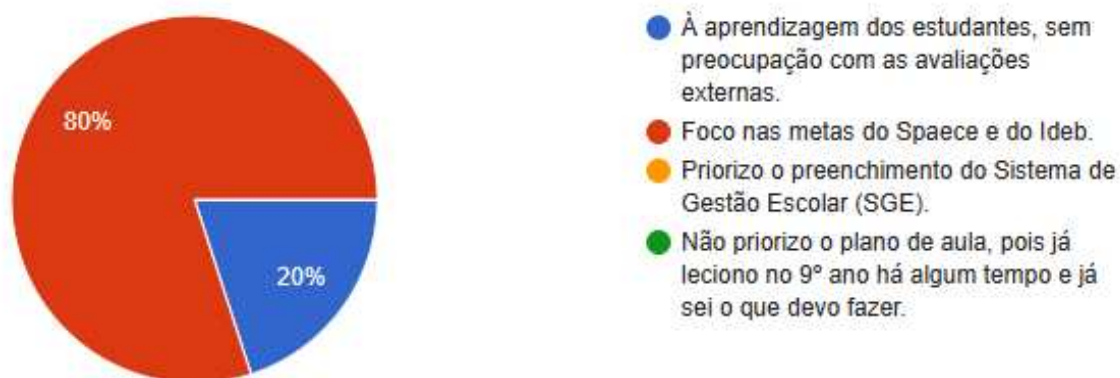 80%
20%
À aprendizagem dos estudantes, sem
preocupação com as avaliações
externas.
Foco nas metas do Spaece e do Ideb.
Priorizo o preenchimento do Sistema de
Gestão Escolar (SGE).
Não priorizo o plano de aula, pois já
leciono no 9º ano há algum tempo e já
sei o que devo fazer.